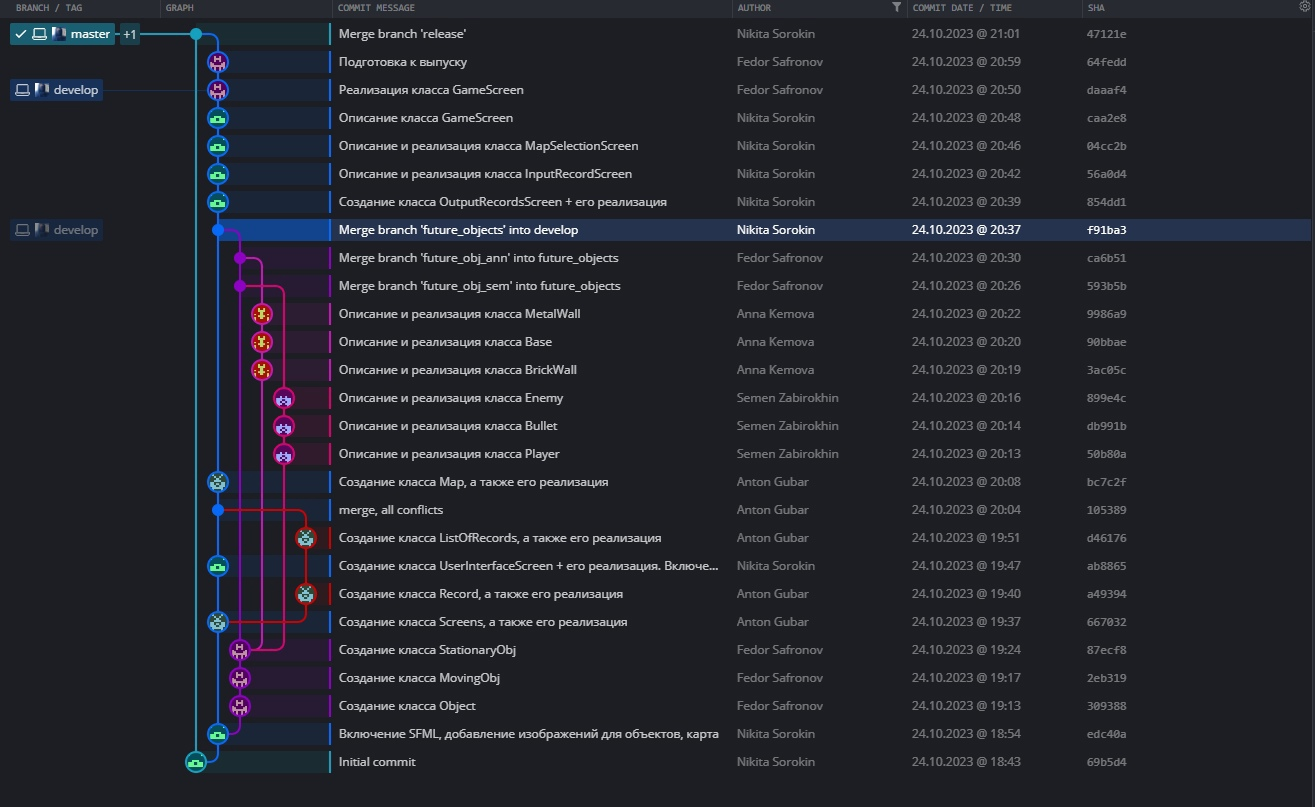 BRANCH / TAG GRAPH COMMIT MESSAGE AUTHOR COMMIT DATE / TIME SHA
master +1 Merge branch 'release' Nikita Sorokin 24.10.2023 @ 21:01 47121e
Подготовка к выпуску Fedor Safronov 24.10.2023 @ 20:59 64fedd
develop Реализация класса GameScreen Fedor Safronov 24.10.2023 @ 20:50 daaaf4
Описание класса GameScreen Nikita Sorokin 24.10.2023 @ 20:48 caa2e8
Описание и реализация класса MapSelectionScreen Nikita Sorokin 24.10.2023 @ 20:46 04cc2b
Описание и реализация класса InputRecordScreen Nikita Sorokin 24.10.2023 @ 20:42 56a0d4
Создание класса OutputRecordsScreen + его реализация Nikita Sorokin 24.10.2023 @ 20:39 854dd1
develop Merge branch 'future_objects' into develop Nikita Sorokin 24.10.2023 @ 20:37 f91ba3
Merge branch 'future_obj_ann' into future_objects Fedor Safronov 24.10.2023 @ 20:30 ca6b51
Merge branch 'future_obj_sem' into future_objects Fedor Safronov 24.10.2023 @ 20:26 593b5b
Описание и реализация класса MetalWall Anna Kemova 24.10.2023 @ 20:22 9986a9
Описание и реализация класса Base Anna Kemova 24.10.2023 @ 20:20 90bbae
Описание и реализация класса BrickWall Anna Kemova 24.10.2023 @ 20:19 3ac05c
Описание и реализация класса Enemy Semen Zabirokhin 24.10.2023 @ 20:16 899e4c
Описание и реализация класса Bullet Semen Zabirokhin 24.10.2023 @ 20:14 db991b
Описание и реализация класса Player Semen Zabirokhin 24.10.2023 @ 20:13 50b80a
Создание класса Map, а также его реализация Anton Gubar 24.10.2023 @ 20:08 bc7c2f
merge, all conflicts Anton Gubar 24.10.2023 @ 20:04 105389
Создание класса ListOfRecords, а также его реализация Anton Gubar 24.10.2023 @ 19:51 d46176
Создание класса UserInterfaceScreen + его реализация. Включе... Nikita Sorokin 24.10.2023 @ 19:47 ab8865
Создание класса Record, а также его реализация Anton Gubar 24.10.2023 @ 19:40 a49394
Создание класса Screens, а также его реализация Anton Gubar 24.10.2023 @ 19:37 667032
Создание класса StationaryObj Fedor Safronov 24.10.2023 @ 19:24 87ecf8
Создание класса MovingObj Fedor Safronov 24.10.2023 @ 19:17 2eb319
Создание класса Object Fedor Safronov 24.10.2023 @ 19:13 309388
Включение SFML, добавление изображений для объектов, карта Nikita Sorokin 24.10.2023 @ 18:54 edc40a
Initial commit Nikita Sorokin 24.10.2023 @ 18:43 69b5d4